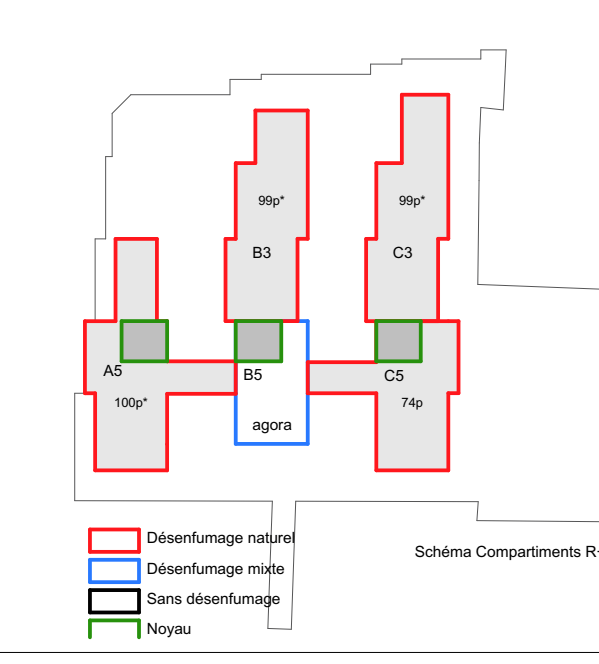 99p*
99p*
B3
C3
A5
B5
C5
100p*
74p
agora
Désenfumage naturel
Désenfumage mixte
Schéma Compartiments R+
Sans désenfumage
Noyau